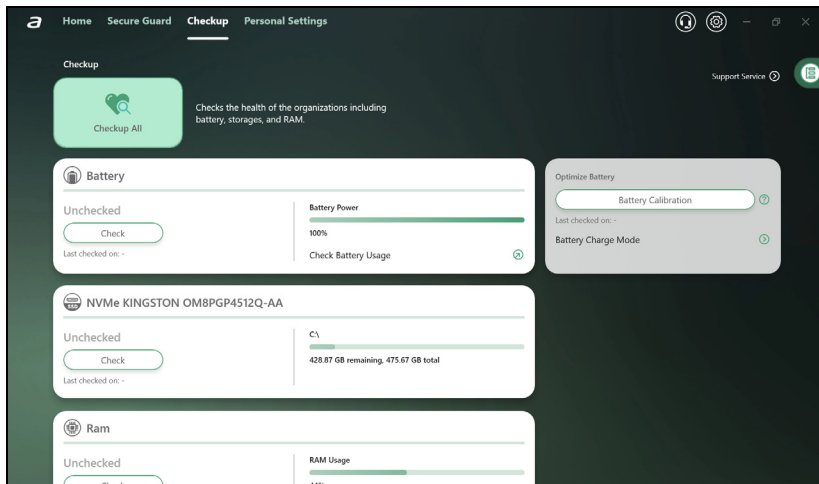 a Home Secure Guard Checkup Personal Settings
Checkup
Support Service
Checkup All
Checks the health of the organizations including
battery, storages, and RAM.
Battery
Unchecked
Check
Last checked on: -
Battery Power
100%
Check Battery Usage
Optimize Battery
Battery Calibration
?
Last checked on: -
Battery Charge Mode
SSD
NVMe KINGSTON OM8PGP4512Q-AA
Unchecked
Check
Last checked on: -
C:\
428.87 GB remaining, 475.67 GB total
Ram
Unchecked
RAM Usage